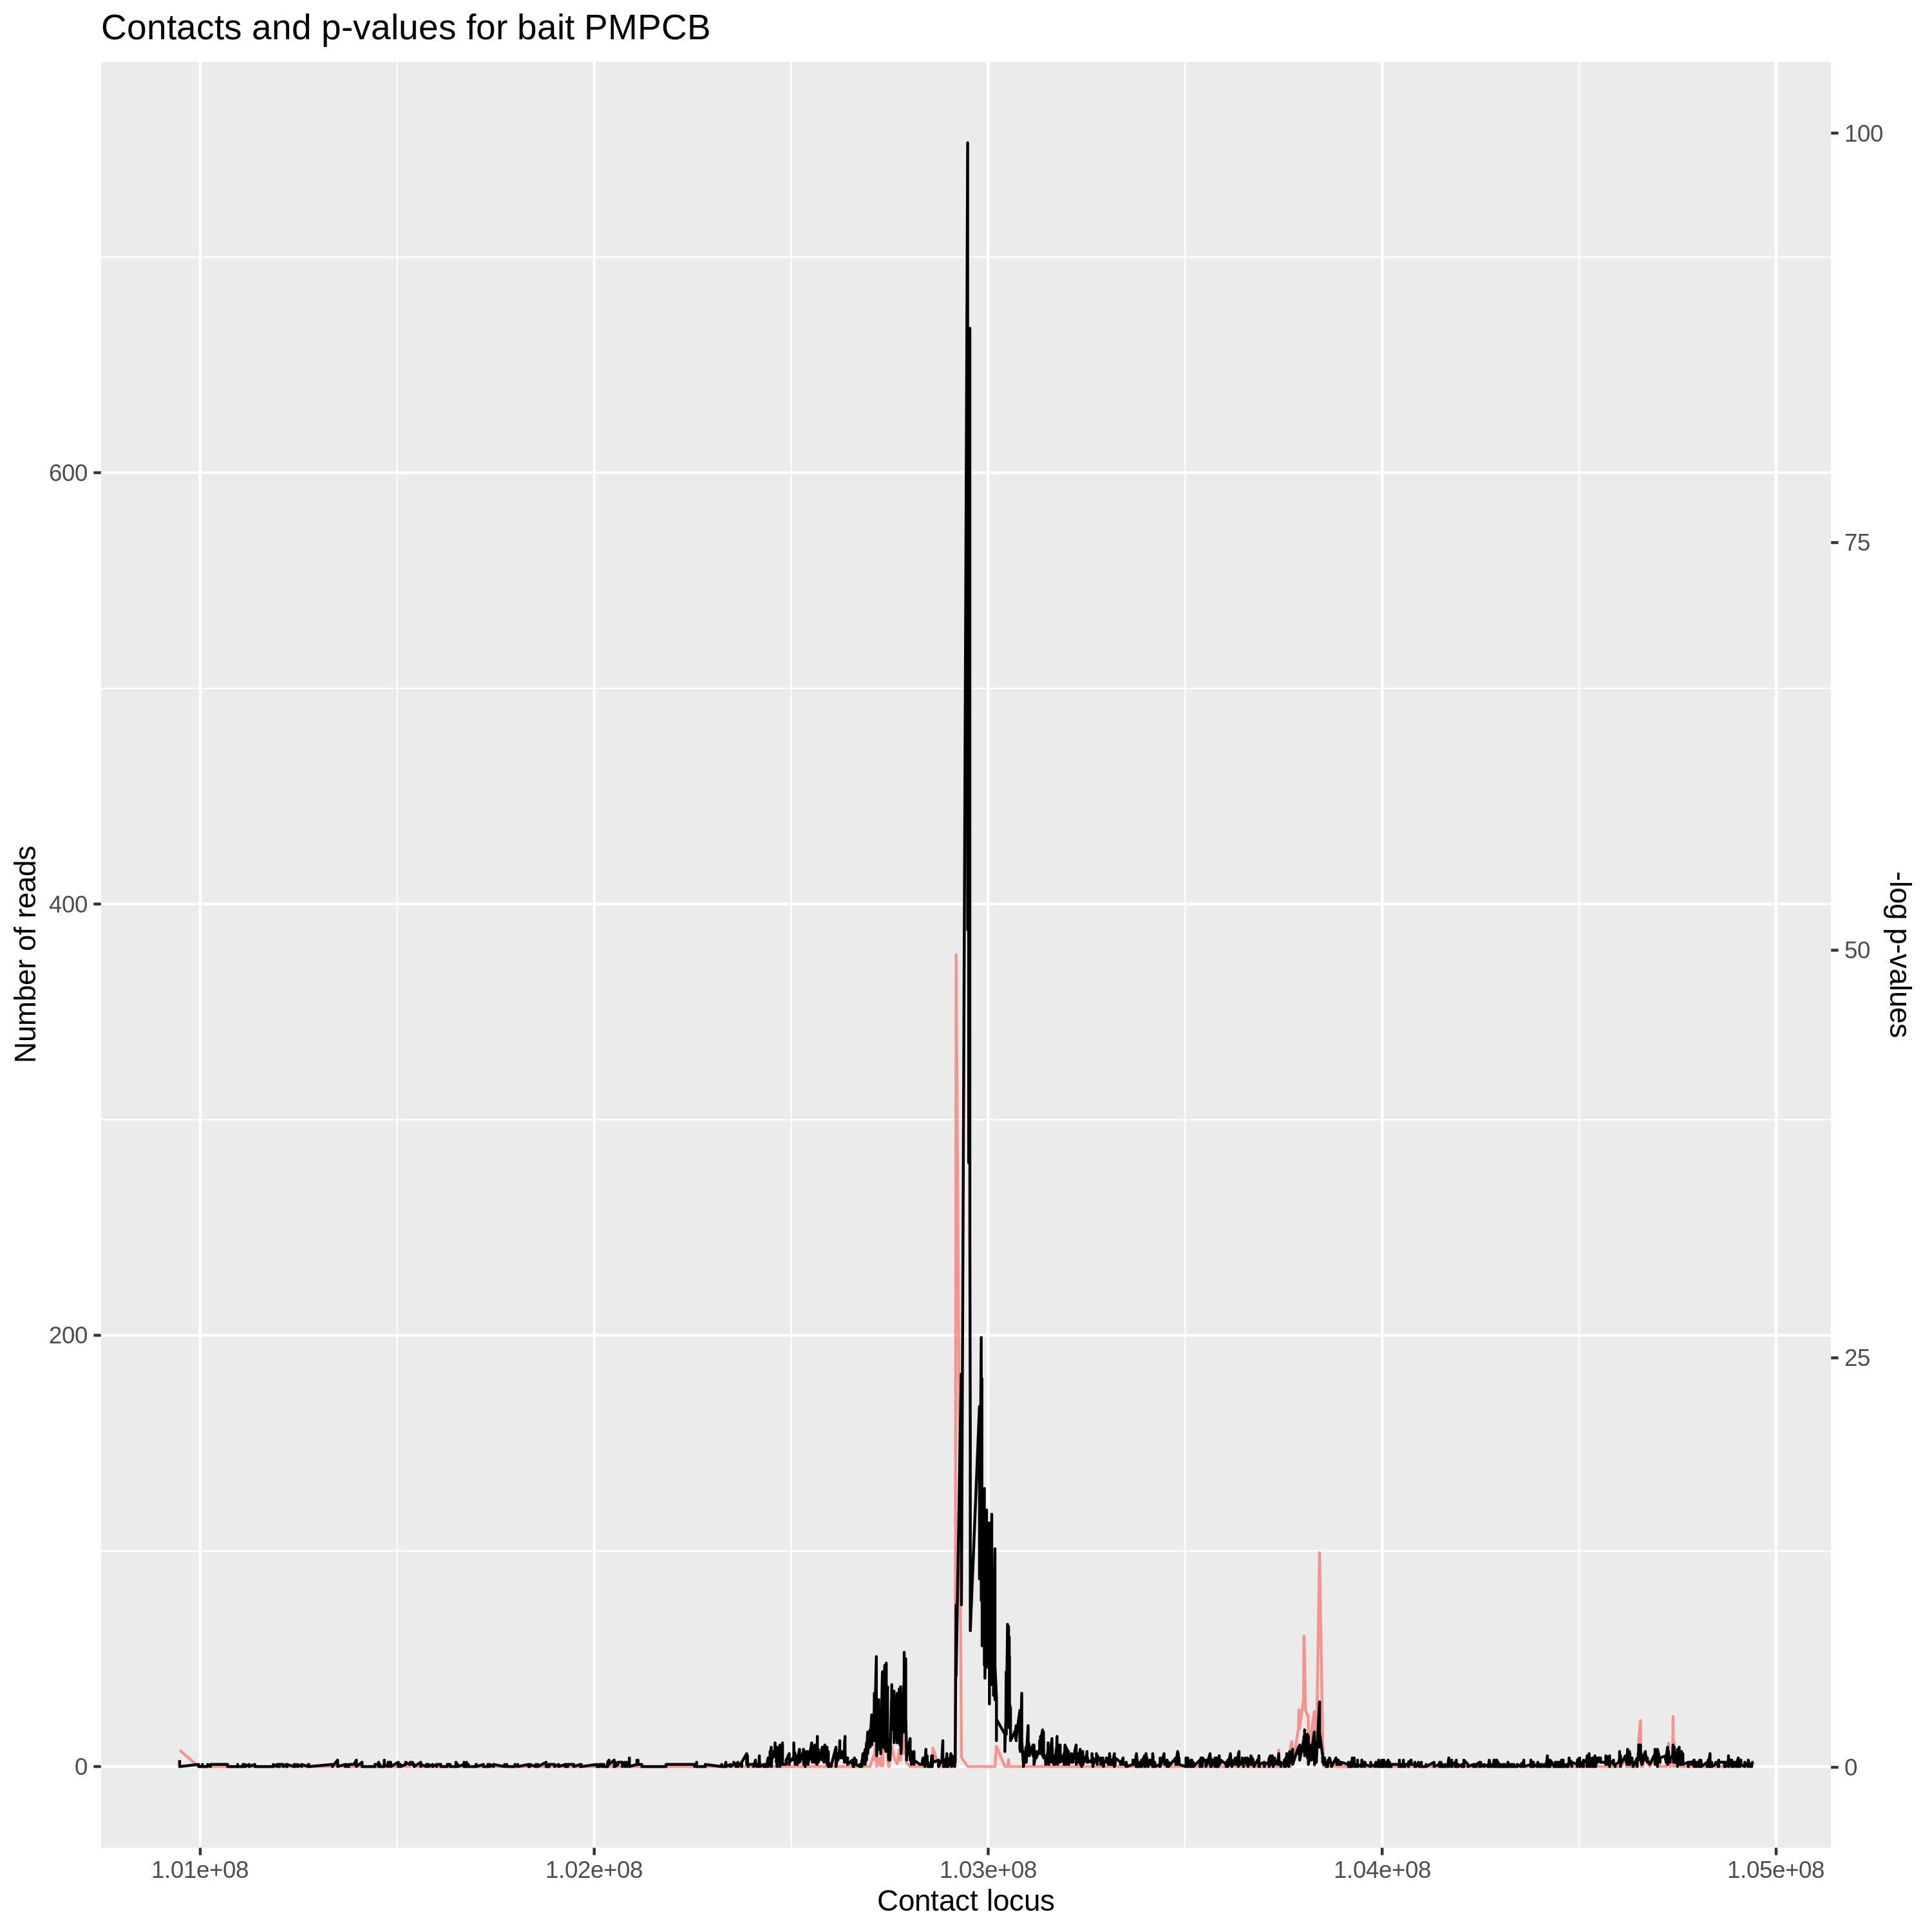 Contacts and p-values for bait PMPCB
100
600
75
400
50
Number of reads
-log p-values
200
25
0
0
1.01e+08
1.02e+08
1.03e+08
1.04e+08
1.05e+08
Contact locus